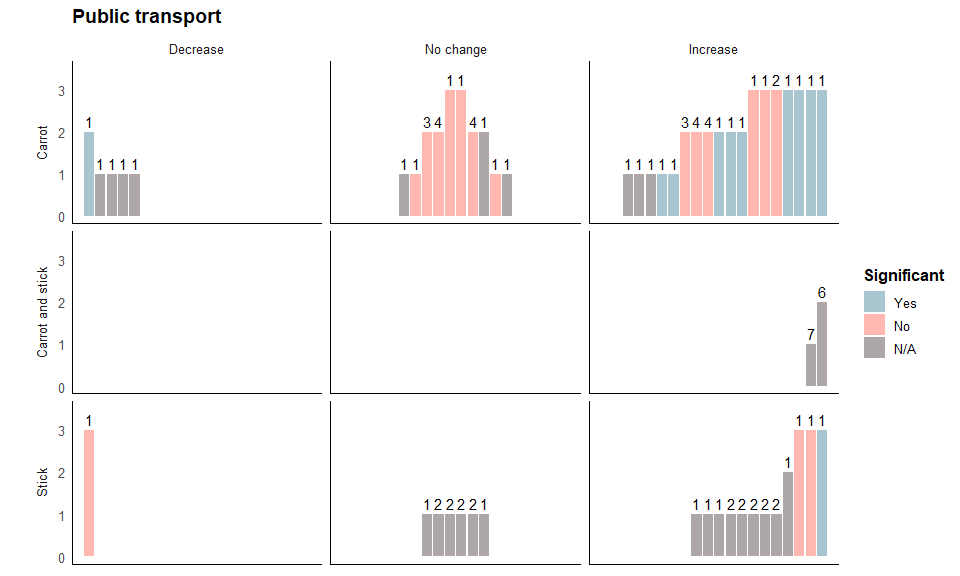 Public transport
Decrease No change Increase
Carrot
3
2
1
0
1
1 1 1 1
1 1 3 4 1 1 4 1 1 1
1 1 1 1 1 3 4 4 1 1 1 1 1 2 1 1 1 1
Carrot and stick
3
2
1
0
7 6
Stick
3
2
1
0
1
1 2 2 2 2 1
1 1 1 2 2 2 2 2 1 1 1 1
Significant
Yes
No
N/A